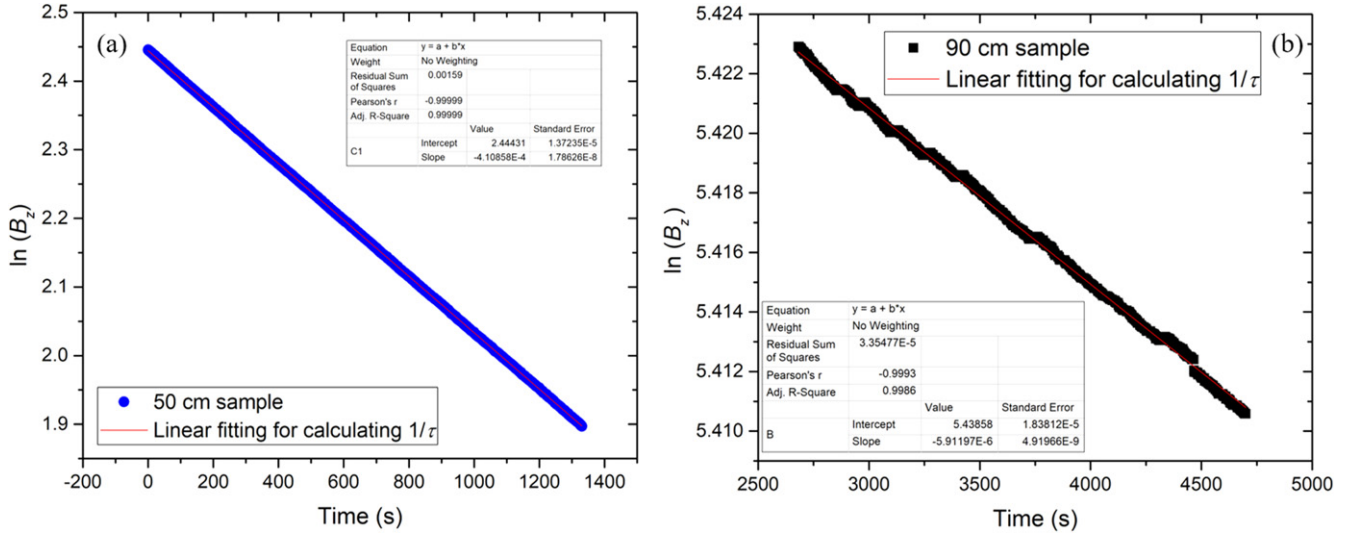 (a)
2.5
2.4
2.3
2.2
2.1
2.0
1.9
ln (Bz)
Equation y = a + b*x
Weight No Weighting
Residual Sum of Squares 0.00159
Pearson's r -0.99999
Adj. R-Square 0.99999
Value Standard Error
C1 Intercept 2.44431 1.37235E-5
Slope -4.10858E-4 1.78626E-8
50 cm sample
Linear fitting for calculating 1/τ
-200 0 200 400 600 800 1000 1200 1400
Time (s)
(b)
5.424
5.422
5.420
5.418
5.416
5.414
5.412
5.410
ln (Bz)
90 cm sample
Linear fitting for calculating 1/τ
Equation y = a + b*x
Weight No Weighting
Residual Sum of Squares 3.35477E-5
Pearson's r -0.9993
Adj. R-Square 0.9986
Value Standard Error
B Intercept 5.43858 1.83812E-5
Slope -5.91197E-6 4.91966E-9
2500 3000 3500 4000 4500 5000
Time (s)